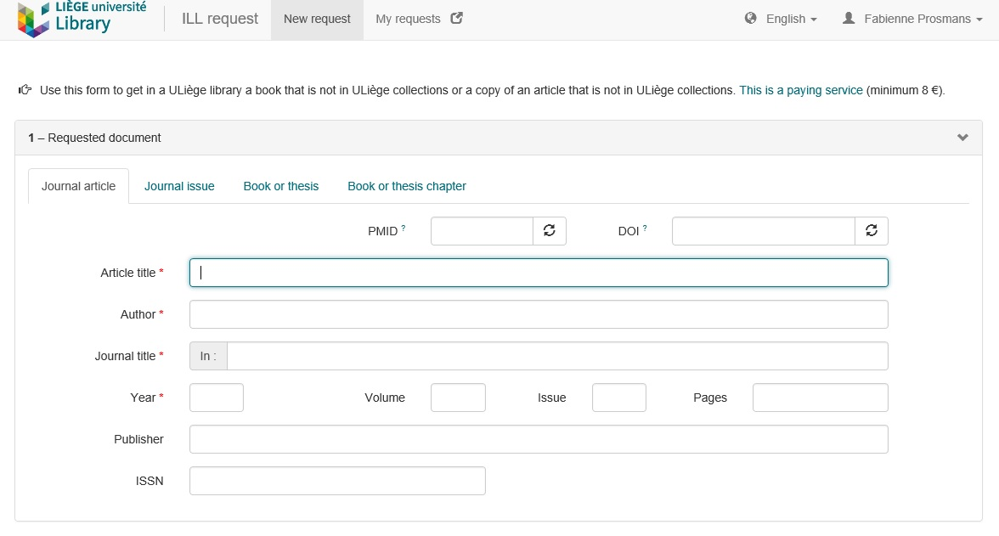 LIÈGE université
Library
ILL request
New request
My requests
English
Fabienne Prosmans
Use this form to get in a ULiège library a book that is not in ULiège collections or a copy of an article that is not in ULiège collections. This is a paying service (minimum 8 €).
1 – Requested document
Journal article
Journal issue
Book or thesis
Book or thesis chapter
PMID ?
DOI ?
Article title *
Author *
Journal title *
In :
Year *
Volume
Issue
Pages
Publisher
ISSN